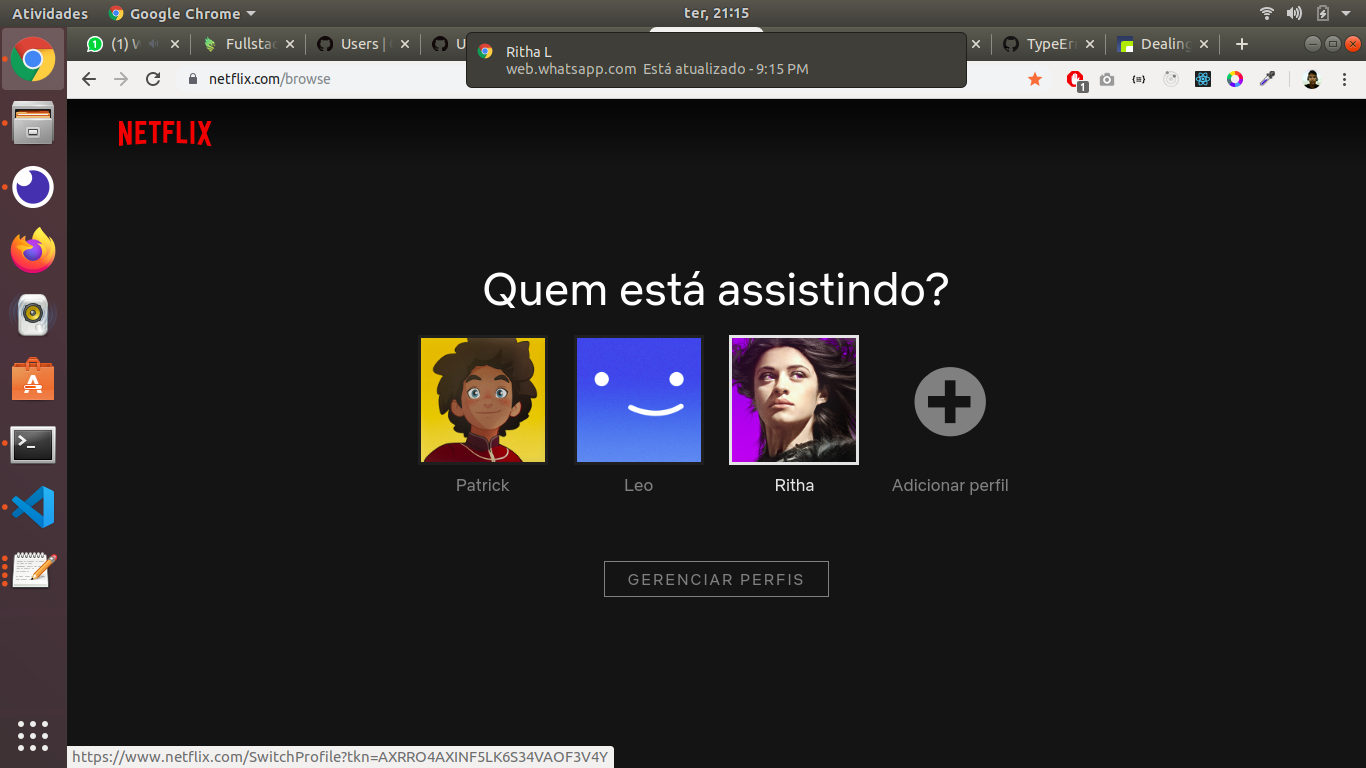 Atividades Google Chrome ter, 21:15
(1) Fullsta Users | TypeEr Dealing
Ritha L
web.whatsapp.com Está atualizado - 9:15 PM
netflix.com/browse
1
NETFLIX
Quem está assistindo?
Patrick Leo Ritha Adicionar perfil
GERENCIAR PERFIS
https://www.netflix.com/SwitchProfile?tkn=AXRRO4AXINF5LK6S34VAOF3V4Y